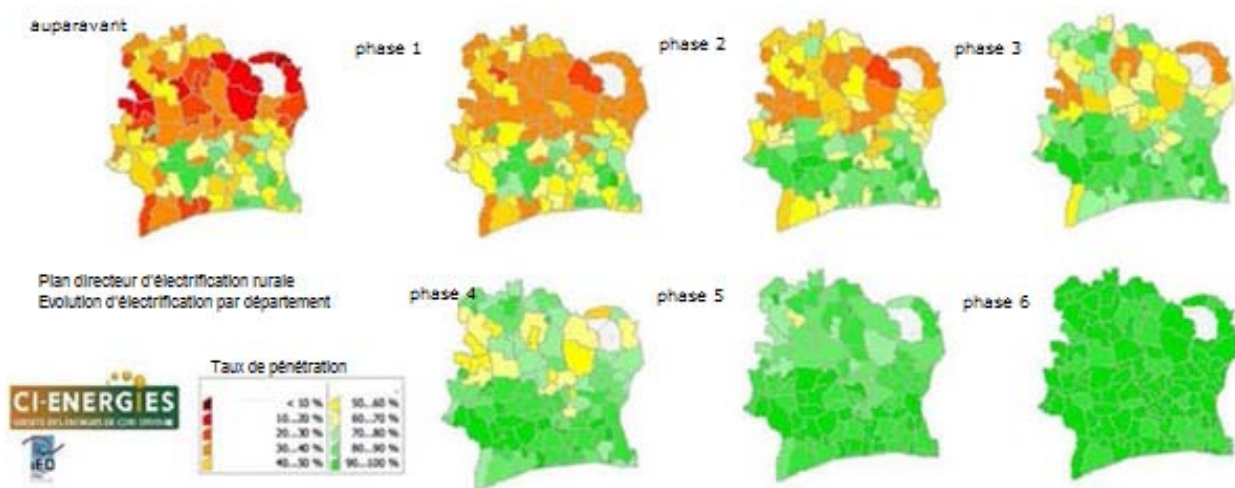 auparavant
phase 1
phase 2
phase 3
Plan directeur d'électrification rurale
Evolution d'électrification par département
phase 4
phase 5
phase 6
Taux de pénétration
CI-ENERGIES
iED
< 10 %
10...20 %
20...30 %
30...40 %
40...50 %
50...60 %
60...70 %
70...80 %
80...90 %
90...100 %